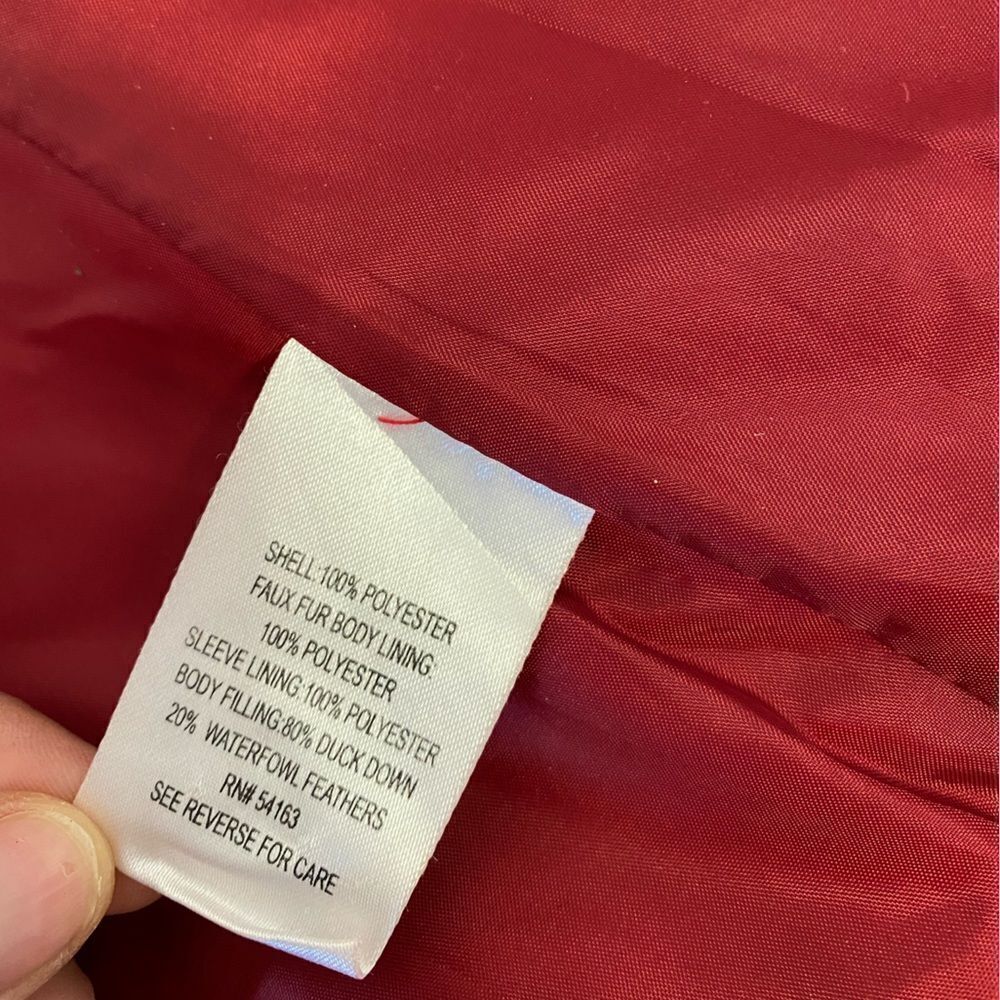 SHELL:100% POLYESTER
FAUX FUR BODY LINING:
100% POLYESTER
SLEEVE LINING:100% POLYESTER
BODY FILLING:80% DUCK DOWN
20% WATERFOWL FEATHERS
RN# 54163
SEE REVERSE FOR CARE